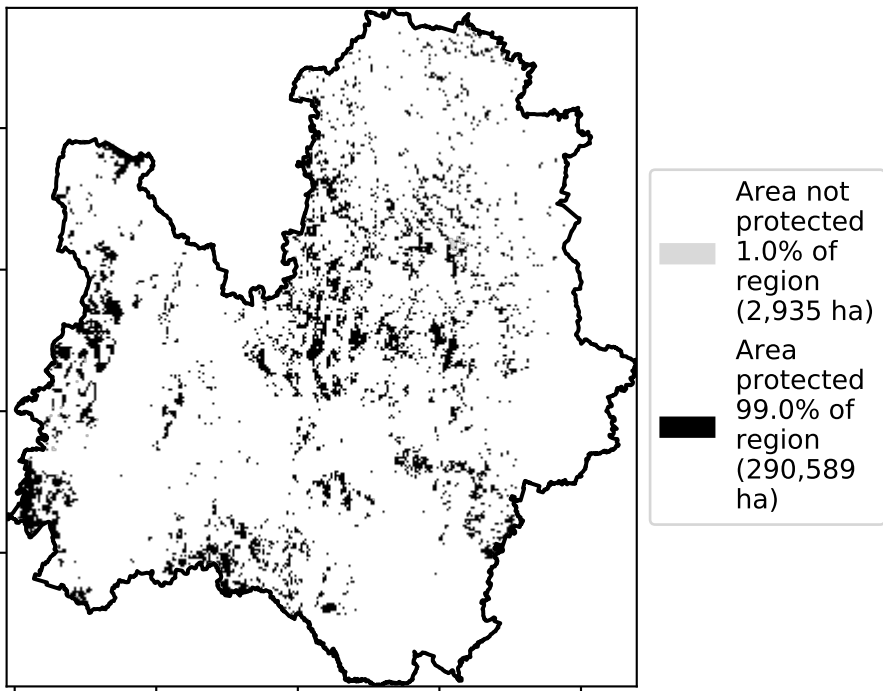 Area not
protected
1.0% of
region
(2,935 ha)
Area
protected
99.0% of
region
(290,589
ha)